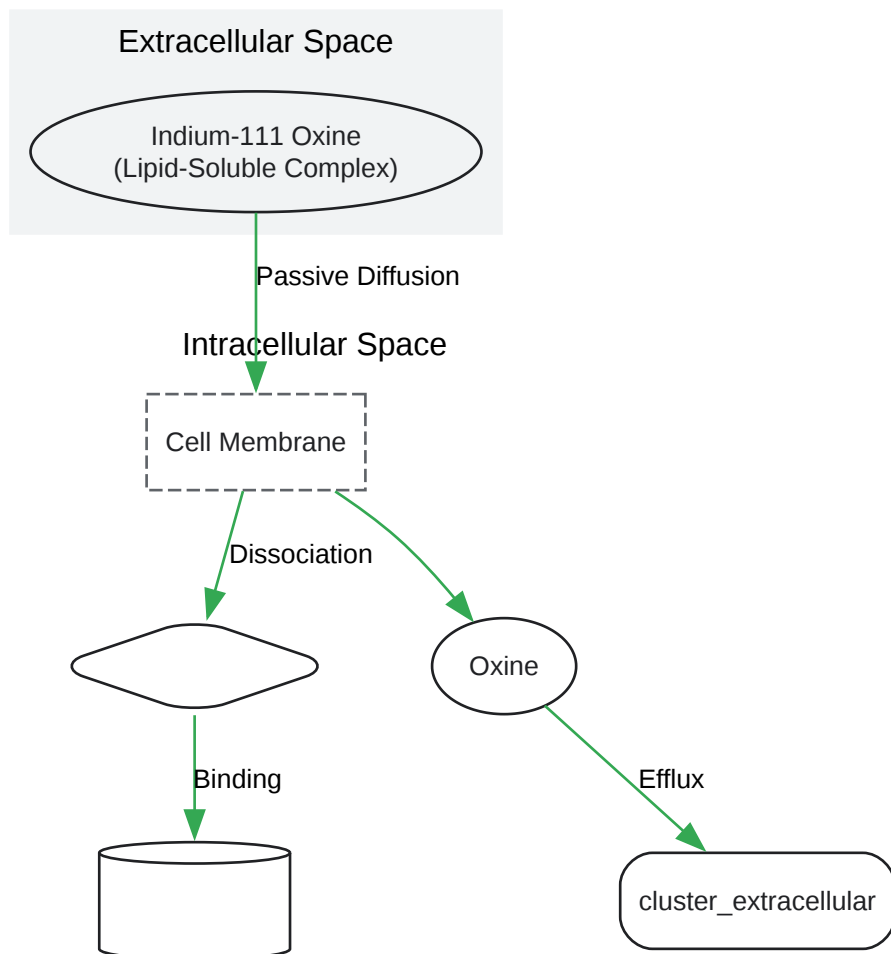 Extracellular Space
Indium-111 Oxine
(Lipid-Soluble Complex)
Passive Diffusion
Intracellular Space
Cell Membrane
Dissociation
Oxine
Binding
Efflux
cluster_extracellular